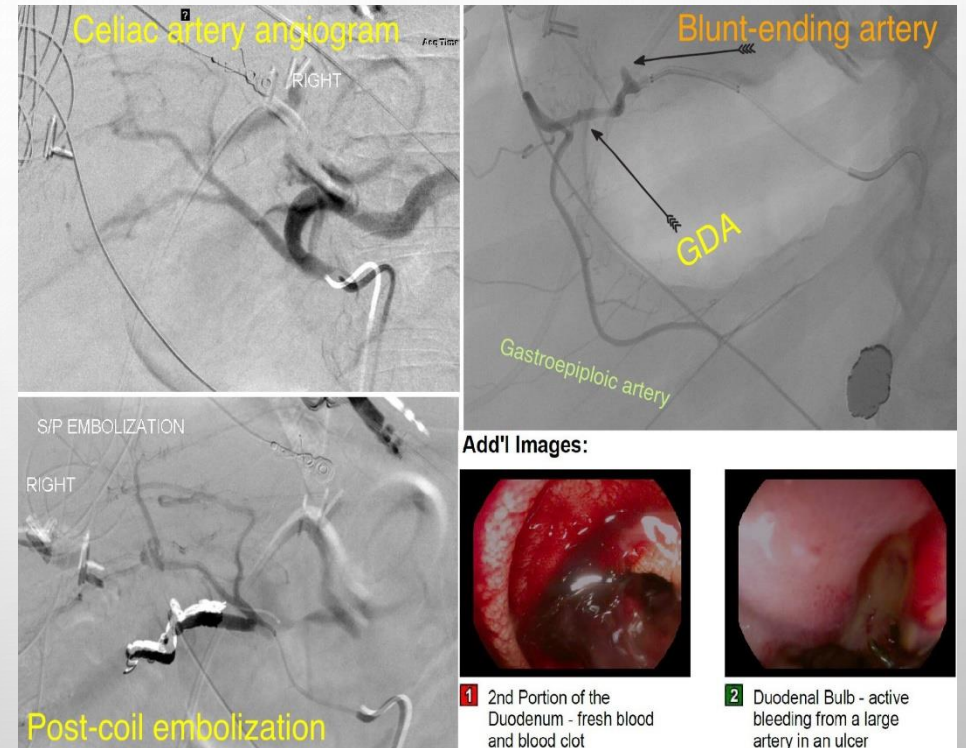 ?
Celiac artery angiogram
Acq Time
RIGHT
Blunt-ending artery
GDA
Gastroepiploic artery
S/P EMBOLIZATION
RIGHT
Post-coil embolization
Add'l Images:
1 2nd Portion of the
Duodenum - fresh blood
and blood clot
2 Duodenal Bulb - active
bleeding from a large
artery in an ulcer